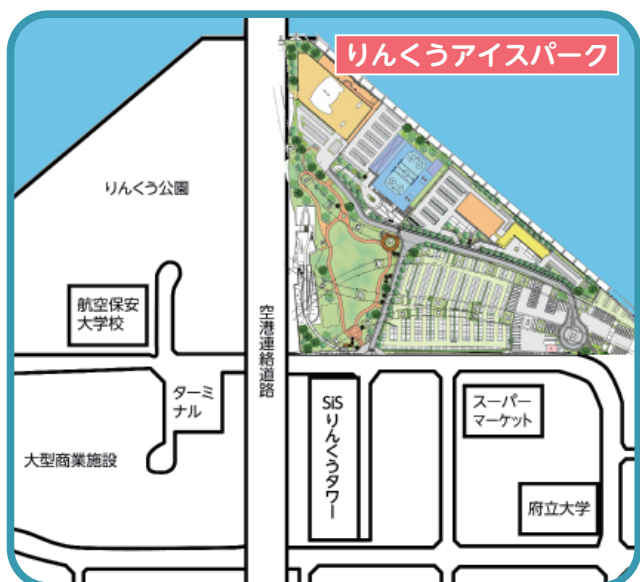 りんくうアイスパーク
りんくう公園
航空保安
大学校
空港連絡道路
ターミ
ナル
SiSりんくうタワー
スーパー
マーケット
大型商業施設
府立大学